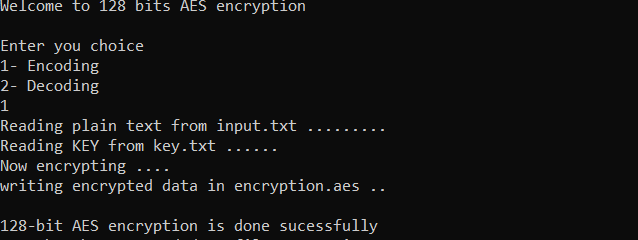 Welcome to 128 bits AES encryption
Enter you choice
1- Encoding
2- Decoding
1
Reading plain text from input.txt .........
Reading KEY from key.txt ......
Now encrypting ....
writing encrypted data in encryption.aes ..
128-bit AES encryption is done sucessfully